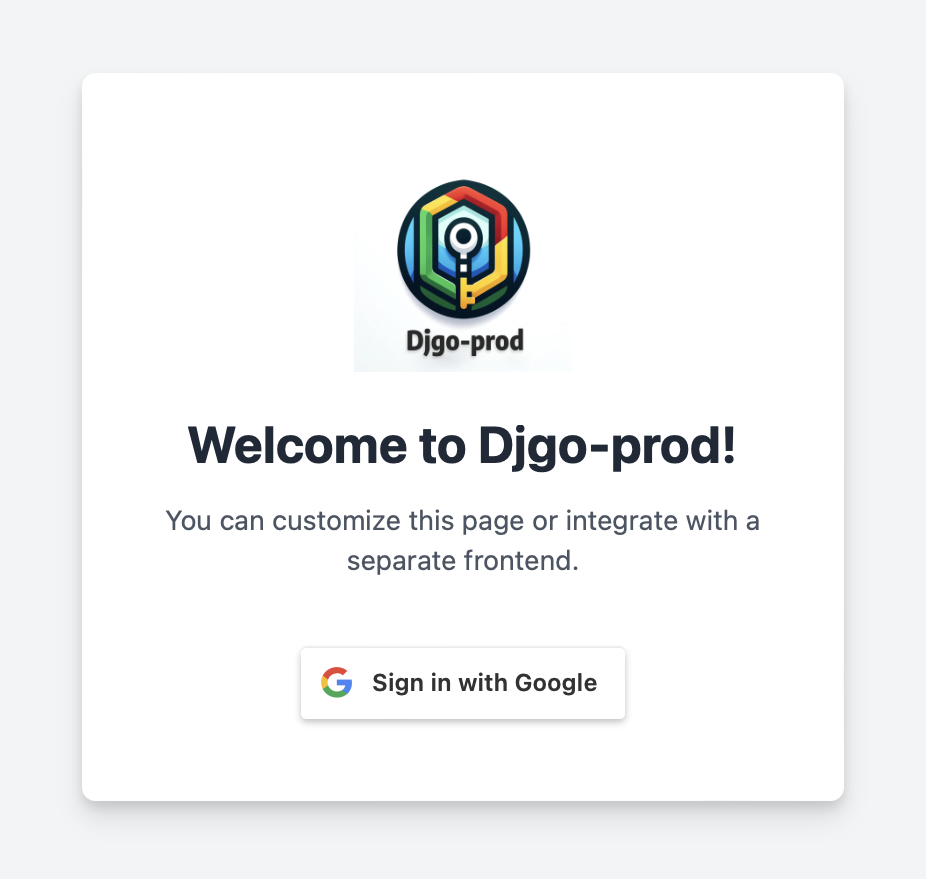 Djgo-prod
Welcome to Djgo-prod!
You can customize this page or integrate with a
separate frontend.
Sign in with Google